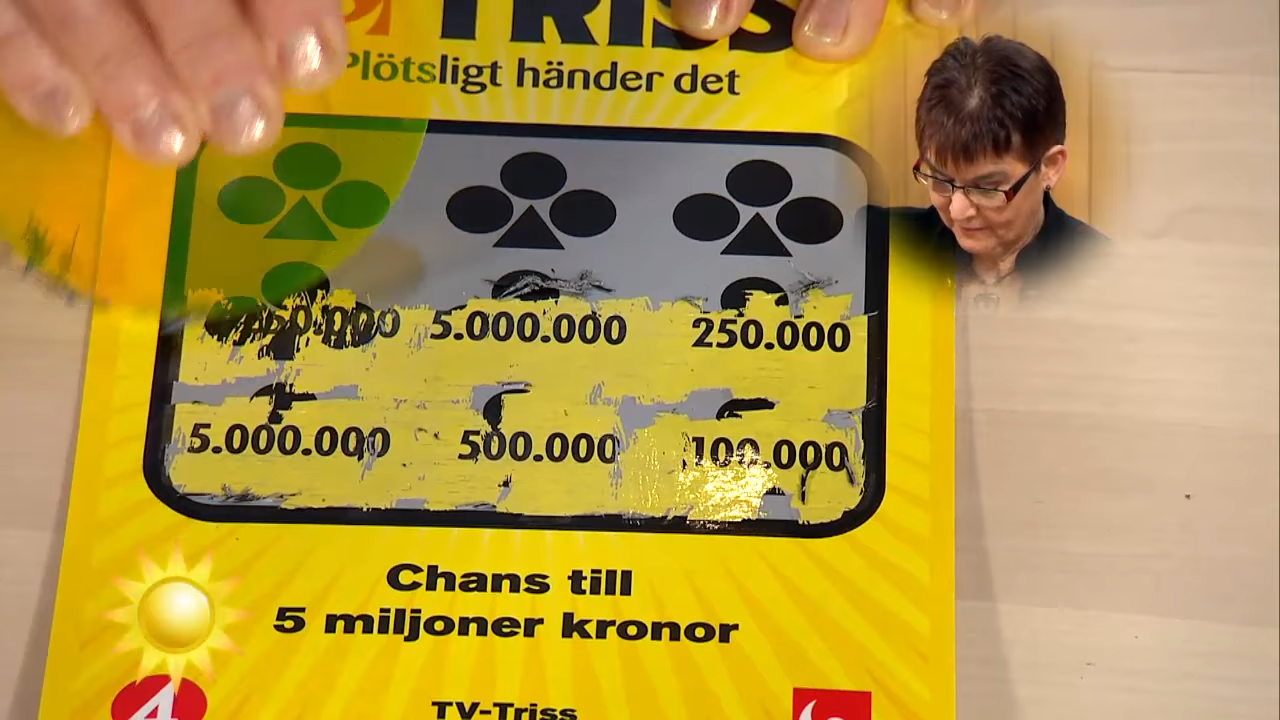 TRISS
Plötsligt händer det
5.000.000 250.000
5.000.000 500.000 100.000
Chans till
5 miljoner kronor
4 TV-Triss